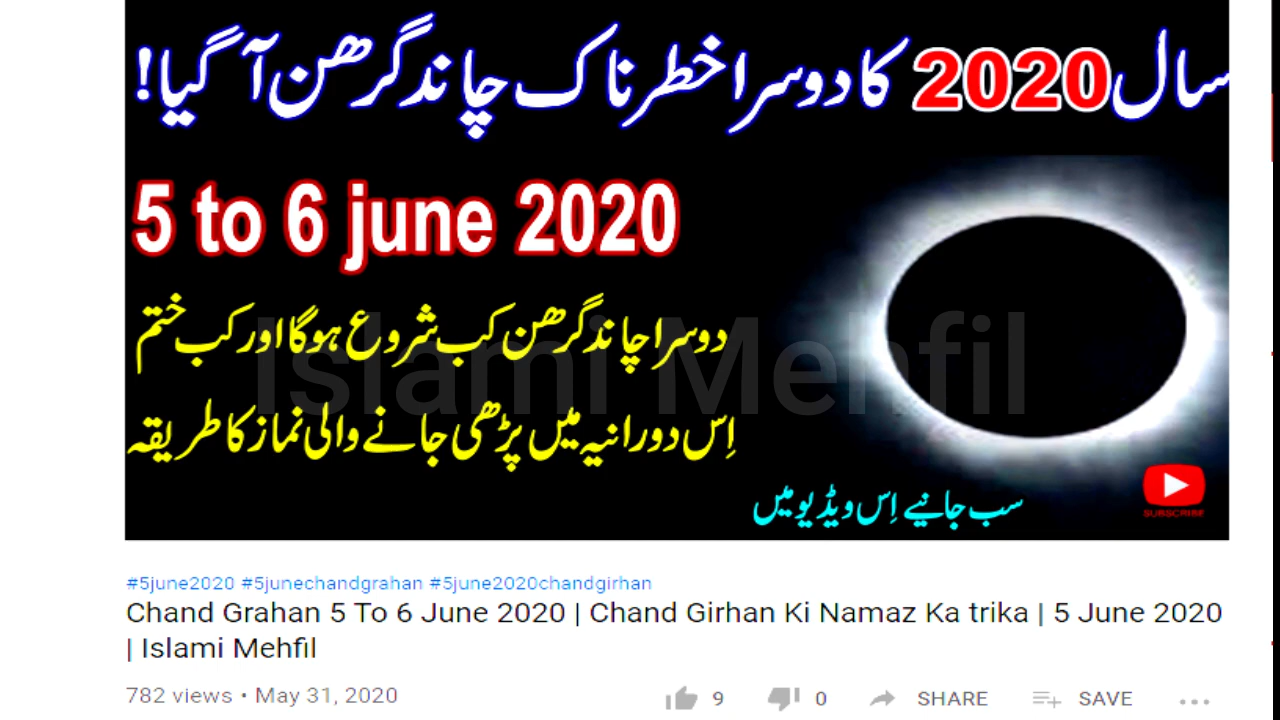 سال 2020 کا دوسرا خطرناک چاند گرھن آ گیا!
5 to 6 june 2020
دوسرا چاند گرھن کب شروع ہوگا اور کب ختم
اِس دورانیہ میں پڑھی جانے والی نماز کا طریقہ
Islami Mehfil
سب جانیے اِس ویڈیو میں
SUBSCRIBE
#5june2020 #5junechandgrahan #5june2020chandgirhan
Chand Grahan 5 To 6 June 2020 | Chand Girhan Ki Namaz Ka trika | 5 June 2020
| Islami Mehfil
782 views • May 31, 2020 9 0 SHARE SAVE